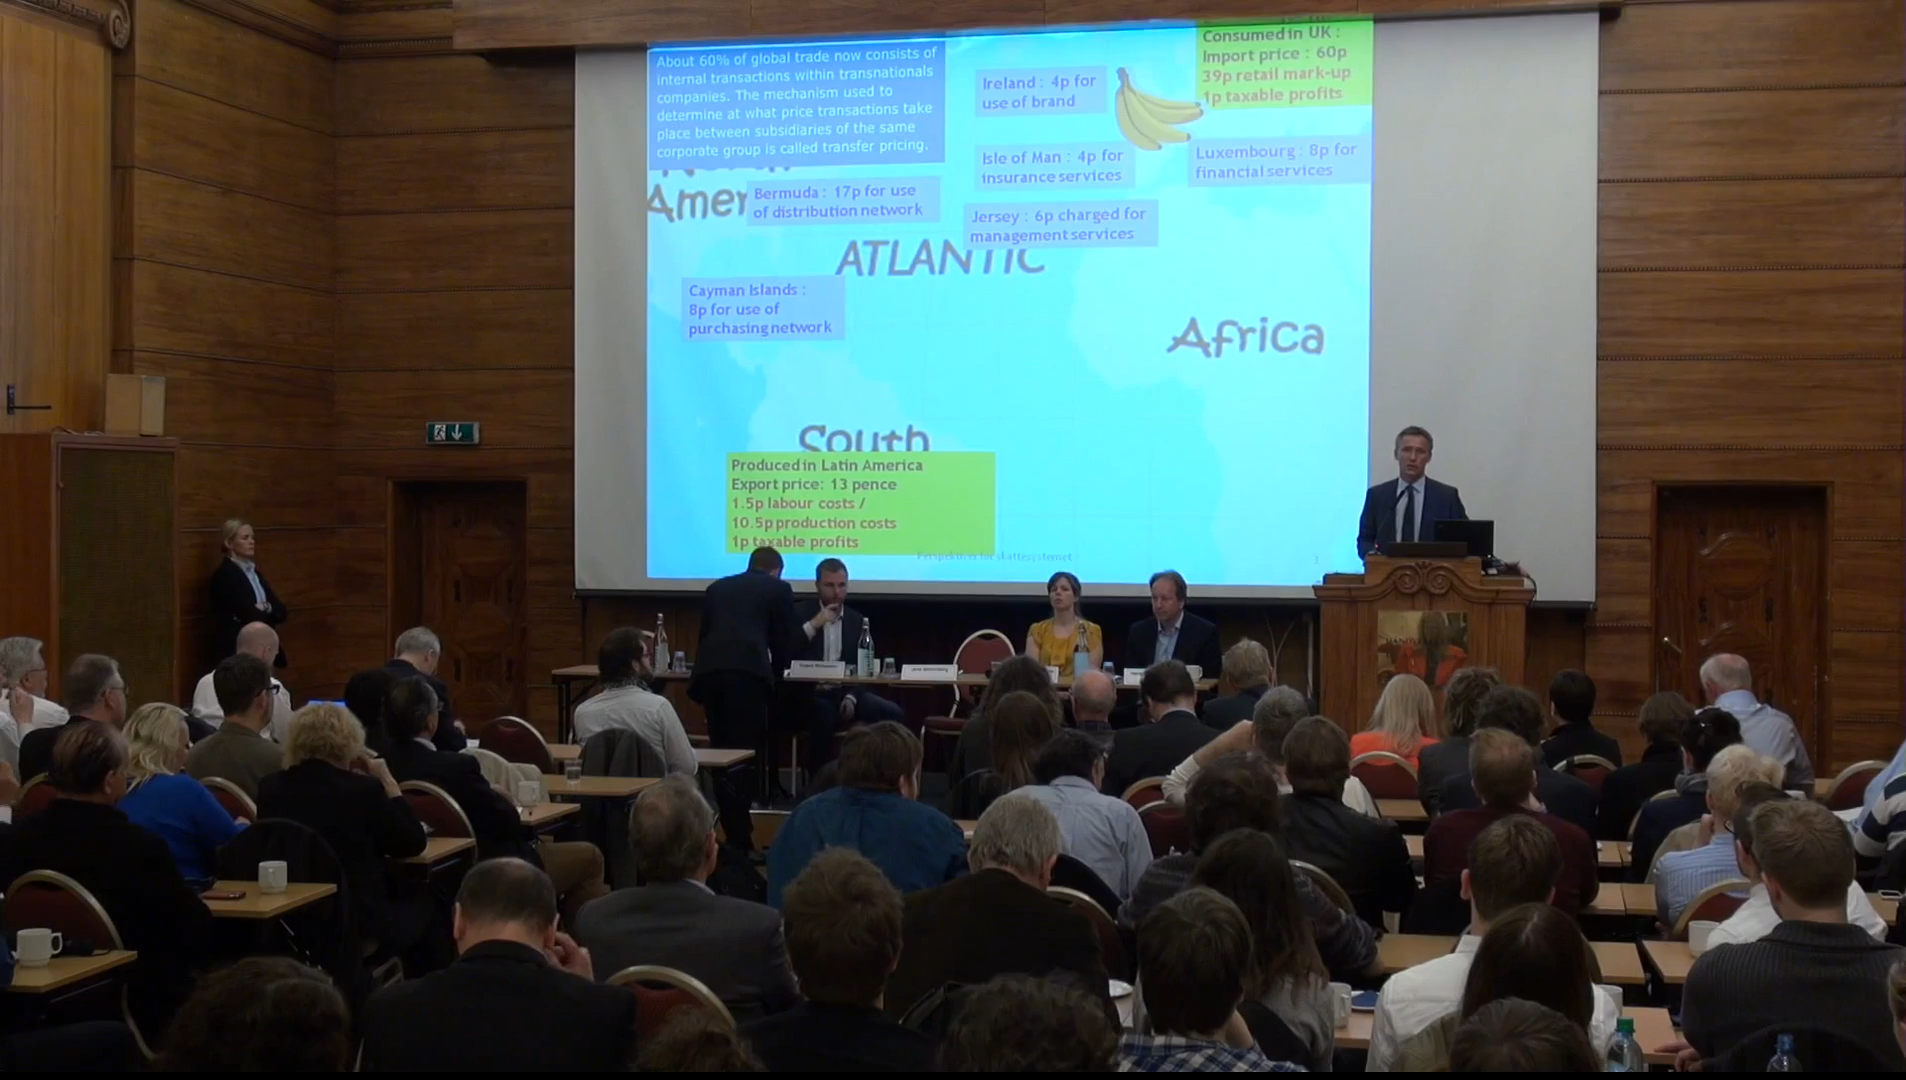 About 60% of global trade now consists of
internal transactions within transnationals
companies. The mechanism used to
determine at what price transactions take
place between subsidiaries of the same
corporate group is called transfer pricing.
Consumed in UK :
Import price : 60p
39p retail mark-up
1p taxable profits
Ireland : 4p for
use of brand
Isle of Man : 4p for
insurance services
Luxembourg : 8p for
financial services
Bermuda : 17p for use
of distribution network
Jersey : 6p charged for
management services
ATLANTIC
Cayman Islands :
8p for use of
purchasing network
Africa
South
Produced in Latin America
Export price: 13 pence
1.5p labour costs /
10.5p production costs
1p taxable profits
Perspektiver for skattesystemet